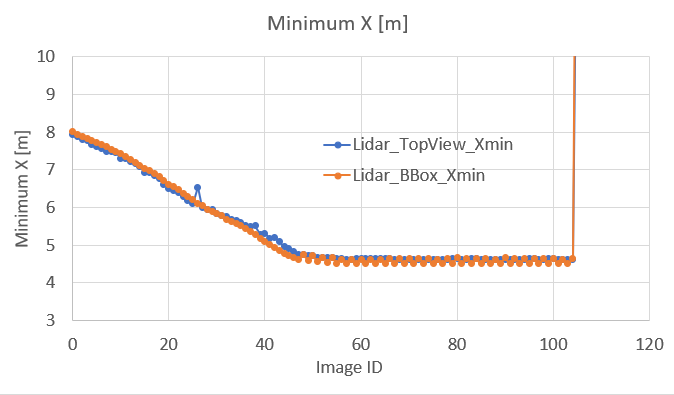 Minimum X [m]
10
9
8
7
6
5
4
3
Minimum X [m]
Lidar_TopView_Xmin
Lidar_BBox_Xmin
0 20 40 60 80 100 120
Image ID